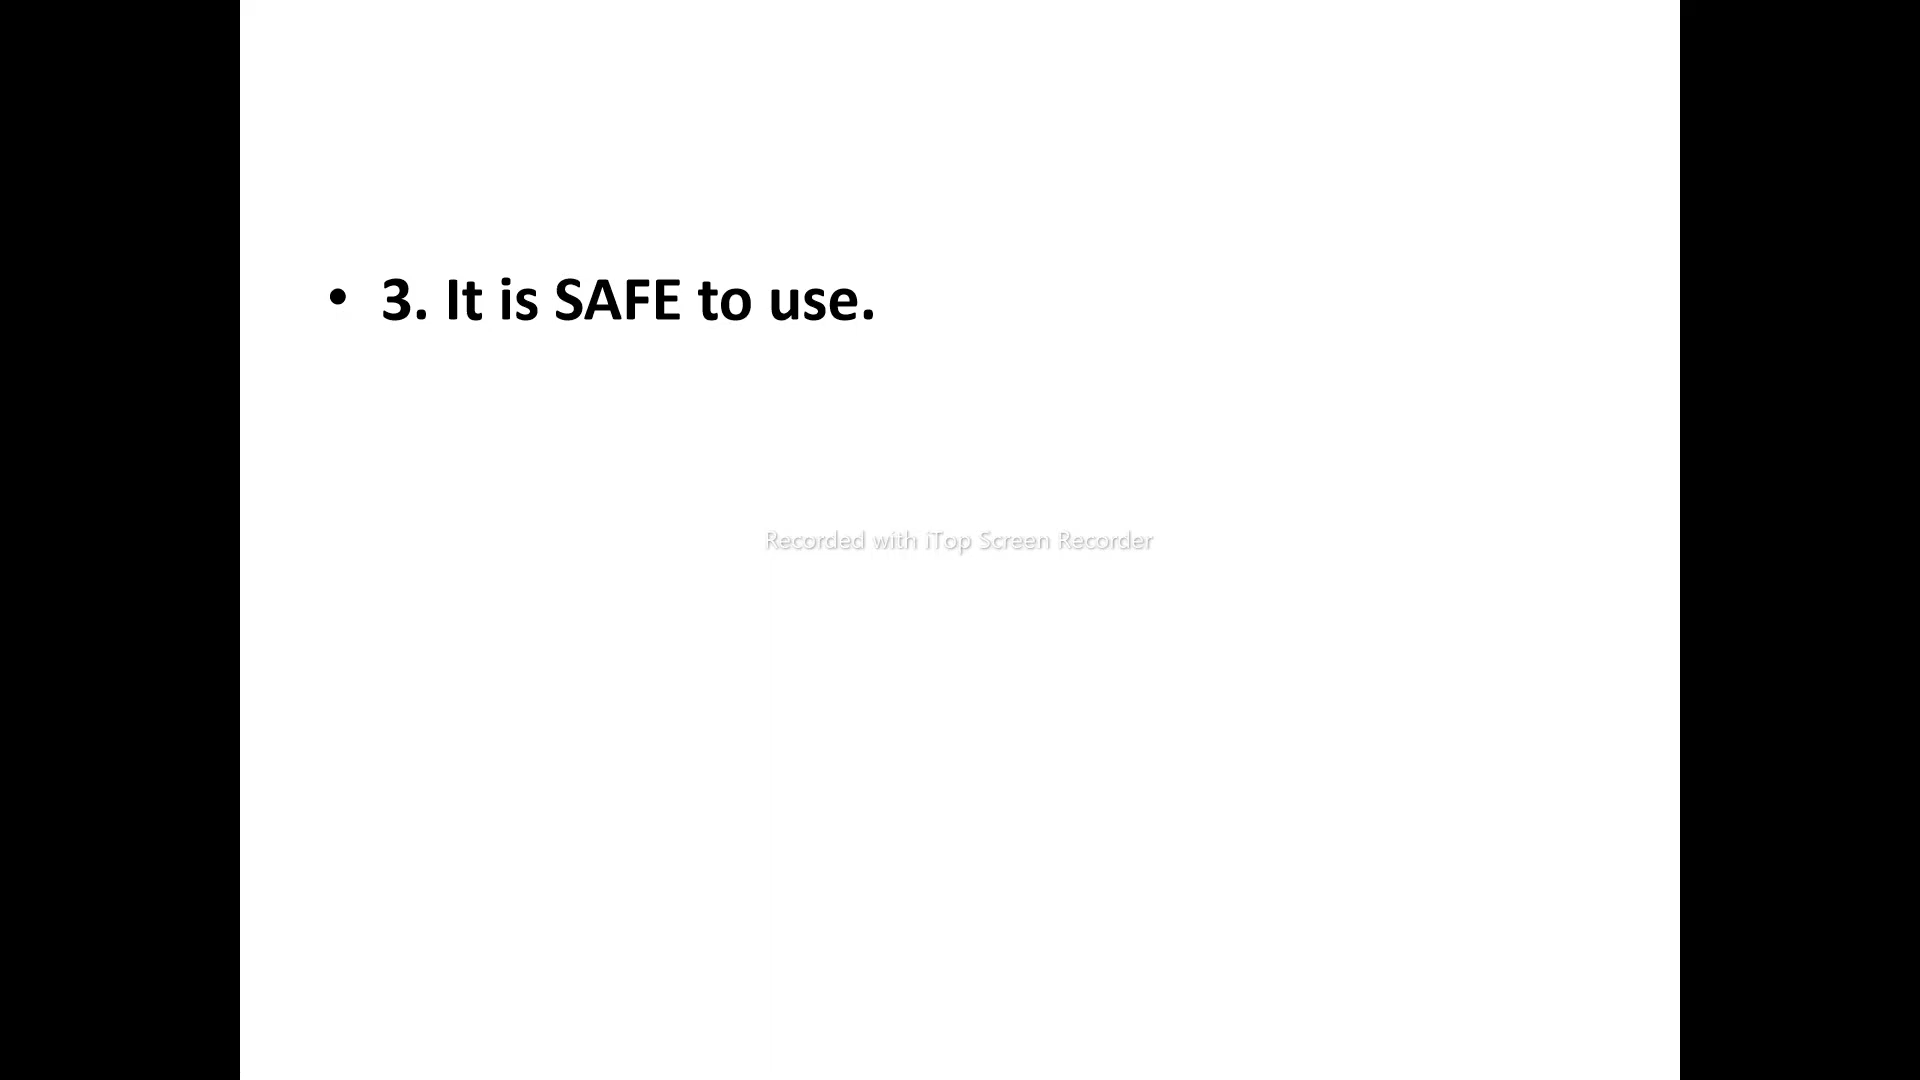 • 3. It is SAFE to use.
Recorded with iTop Screen Recorder